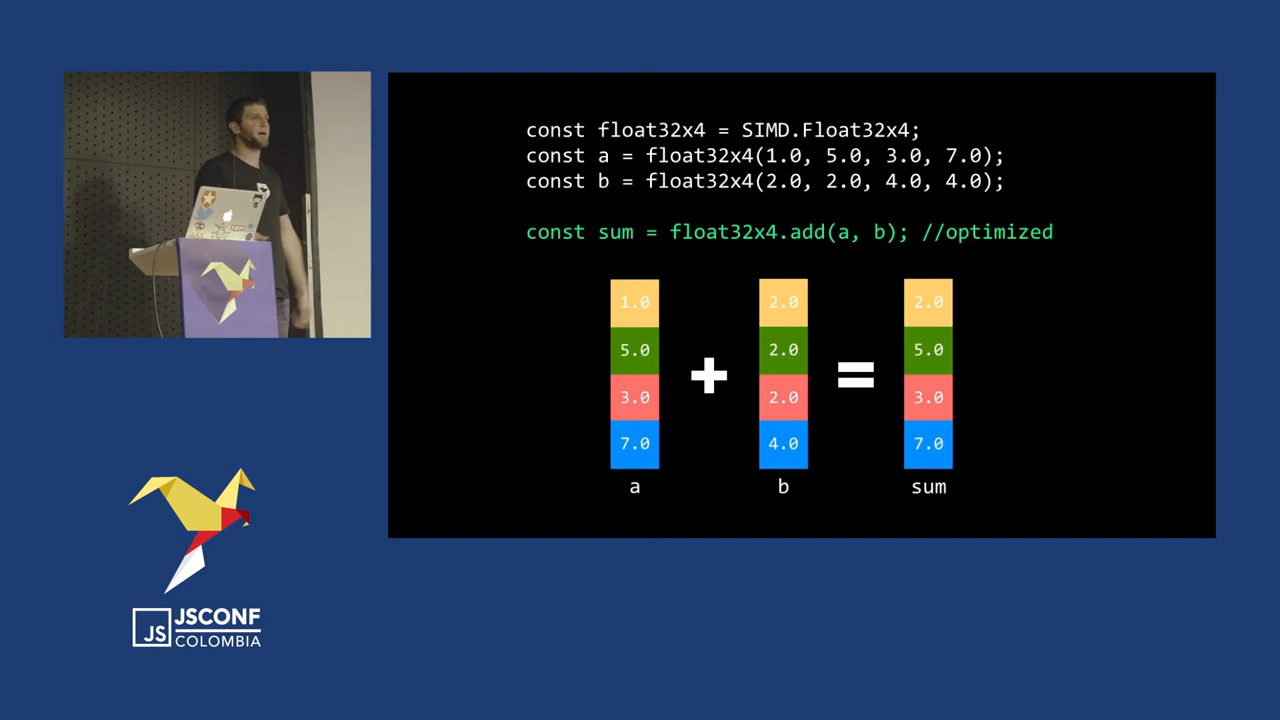 const float32x4 = SIMD.Float32x4;
const a = float32x4(1.0, 5.0, 3.0, 7.0);
const b = float32x4(2.0, 2.0, 4.0, 4.0);
const sum = float32x4.add(a, b); //optimized
1.0 2.0 2.0
5.0 2.0 5.0
+ =
3.0 2.0 3.0
7.0 4.0 7.0
a b sum
JS
JSCONF
COLOMBIA